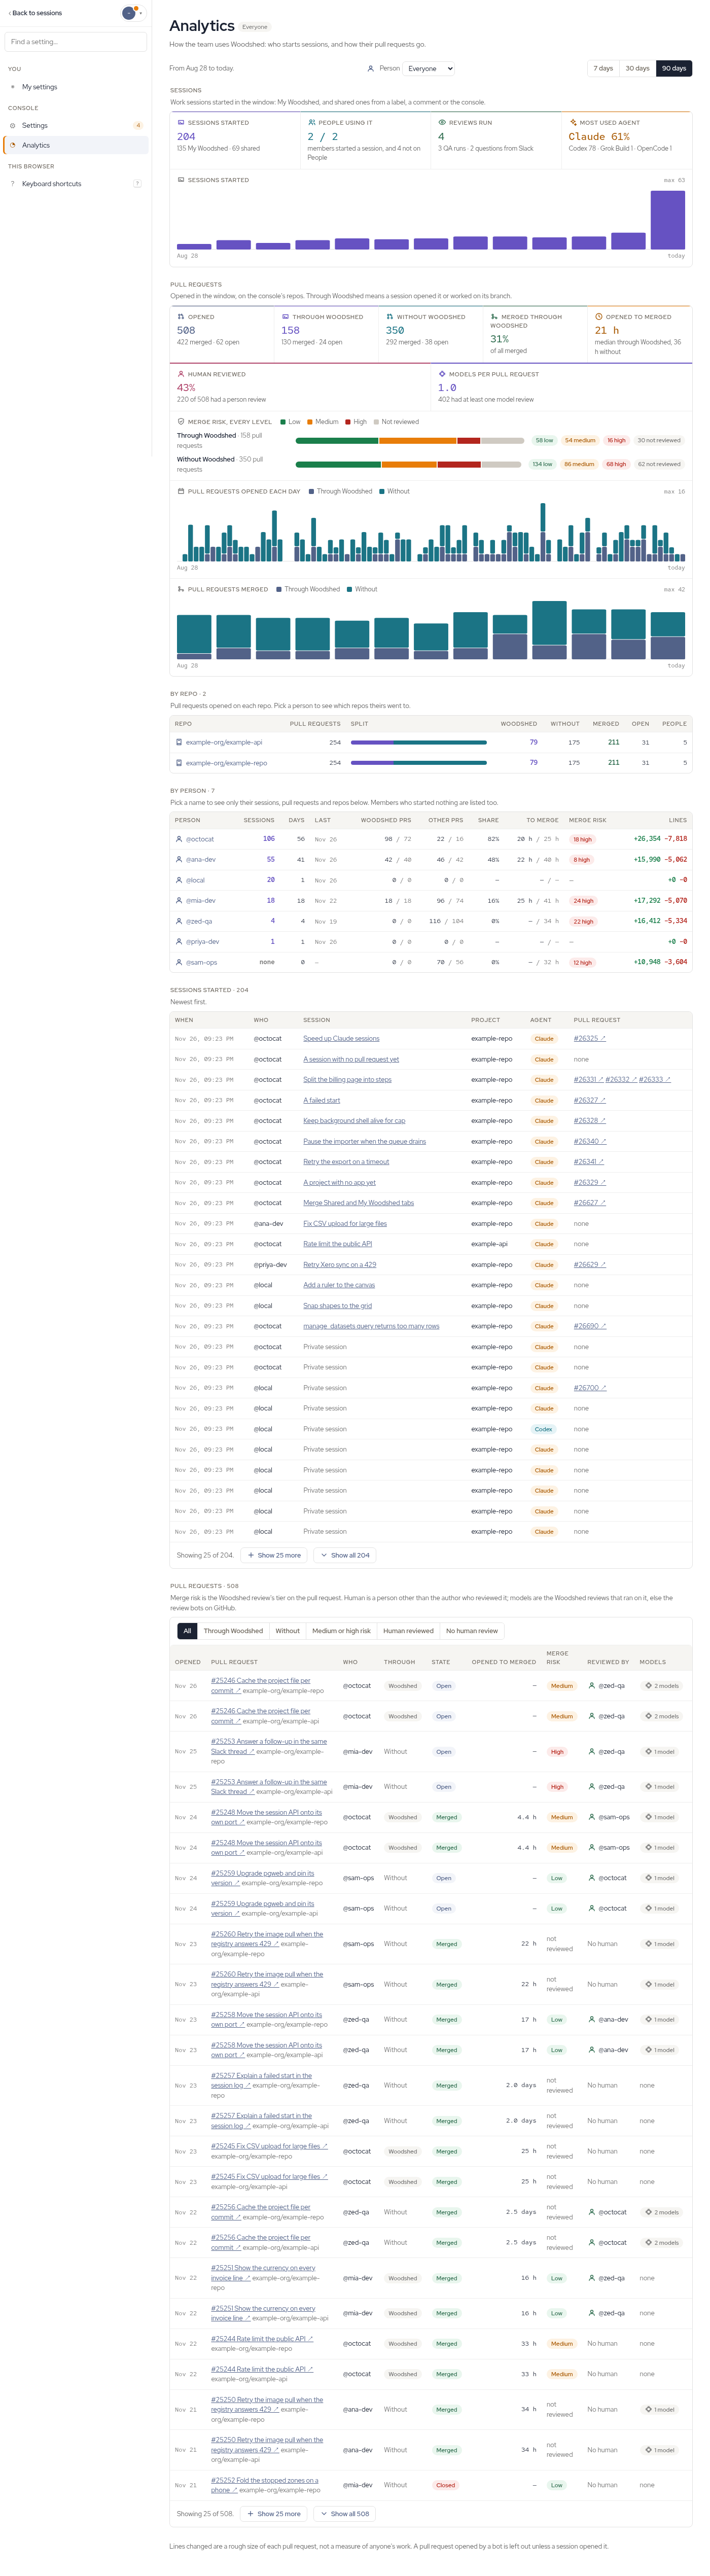 ‹ Back to sessions
Find a setting...
YOU
My settings
CONSOLE
Settings 4
Analytics
THIS BROWSER
? Keyboard shortcuts ?
Analytics Everyone
How the team uses Woodshed: who starts sessions, and how their pull requests go.
From Aug 28 to today. Person Everyone 7 days 30 days 90 days
SESSIONS
Work sessions started in the window: My Woodshed, and shared ones from a label, a comment or the console.
SESSIONS STARTED
204
135 My Woodshed · 69 shared
PEOPLE USING IT
2 / 2
members started a session, and 4 not on People
REVIEWS RUN
4
3 QA runs · 2 questions from Slack
MOST USED AGENT
Claude 61%
Codex 78 · Grok Build 1 · OpenCode 1
SESSIONS STARTED max 83
Aug 28 today
PULL REQUESTS
Opened in the window, on the console's repos. Through Woodshed means a session opened it or worked on its branch.
OPENED
508
422 merged · 62 open
THROUGH WOODSHED
158
130 merged · 24 open
WITHOUT WOODSHED
350
292 merged · 38 open
MERGED THROUGH WOODSHED
31%
of all merged
OPENED TO MERGED
21 h
median through Woodshed, 36 h without
HUMAN REVIEWED
43%
220 of 508 had a person review
MODELS PER PULL REQUEST
1.0
402 had at least one model review
MERGE RISK, EVERY LEVEL Low Medium High Not reviewed
Through Woodshed · 158 pull requests 58 low 54 medium 16 high 30 not reviewed
Without Woodshed · 350 pull requests 134 low 86 medium 68 high 62 not reviewed
PULL REQUESTS OPENED EACH DAY Through Woodshed Without max 16
Aug 28 today
PULL REQUESTS MERGED Through Woodshed Without max 42
Aug 28 today
BY REPO · 2
Pull requests opened on each repo. Pick a person to see which repos theirs went to.
REPO PULL REQUESTS SPLIT WOODSHED WITHOUT MERGED OPEN PEOPLE
example-org/example-api 254 79 175 211 31 5
example-org/example-repo 254 79 175 211 31 5
BY PERSON · 7
Pick a name to see only their sessions, pull requests and repos below. Members who started nothing are listed too.
PERSON SESSIONS DAYS LAST WOODSHED PRS OTHER PRS SHARE TO MERGE MERGE RISK LINES
@octocat 106 56 Nov 26 98 / 72 22 / 16 82% 20 h / 25 h 18 high +26,354 -7,818
@ana-dev 55 41 Nov 26 42 / 40 46 / 42 48% 22 h / 40 h 8 high +15,990 -5,062
@local 20 1 Nov 26 0 / 0 0 / 0 – – / – – +0 -0
@mia-dev 18 18 Nov 22 18 / 18 96 / 74 16% 25 h / 41 h 24 high +17,292 -5,070
@zed-qa 4 4 Nov 19 0 / 0 116 / 104 0% – / 34 h 22 high +16,412 -5,334
@priya-dev 1 1 Nov 26 0 / 0 0 / 0 – – / – – +0 -0
@sam-ops none 0 – 0 / 0 70 / 56 0% – / 32 h 12 high +10,948 -3,604
SESSIONS STARTED · 204
Newest first.
WHEN WHO SESSION PROJECT AGENT PULL REQUEST
Nov 26, 09:23 PM @octocat Speed up Claude sessions example-repo Claude #26325 ↗
Nov 26, 09:23 PM @octocat A session with no pull request yet example-repo Claude none
Nov 26, 09:23 PM @octocat Split the billing page into steps example-repo Claude #26331 ↗ #26332 ↗ #26333 ↗
Nov 26, 09:23 PM @octocat A failed start example-repo Claude #26327 ↗
Nov 26, 09:23 PM @octocat Keep background shell alive for cap example-repo Claude #26328 ↗
Nov 26, 09:23 PM @octocat Pause the importer when the queue drains example-repo Claude #26340 ↗
Nov 26, 09:23 PM @octocat Retry the export on a timeout example-repo Claude #26341 ↗
Nov 26, 09:23 PM @octocat A project with no app yet example-repo Claude #26329 ↗
Nov 26, 09:23 PM @octocat Merge Shared and My Woodshed tabs example-repo Claude #26627 ↗
Nov 26, 09:23 PM @ana-dev Fix CSV upload for large files example-repo Claude none
Nov 26, 09:23 PM @octocat Rate limit the public API example-api Claude none
Nov 26, 09:23 PM @priya-dev Retry Xero sync on a 429 example-repo Claude #26629 ↗
Nov 26, 09:23 PM @local Add a ruler to the canvas example-repo Claude none
Nov 26, 09:23 PM @local Snap shapes to the grid example-repo Claude none
Nov 26, 09:23 PM @octocat manage_datasets query returns too many rows example-repo Claude #26690 ↗
Nov 26, 09:23 PM @octocat Private session example-repo Claude none
Nov 26, 09:23 PM @octocat Private session example-repo Claude none
Nov 26, 09:23 PM @local Private session example-repo Claude #26700 ↗
Nov 26, 09:23 PM @local Private session example-repo Claude none
Nov 26, 09:23 PM @local Private session example-repo Codex none
Nov 26, 09:23 PM @local Private session example-repo Claude none
Nov 26, 09:23 PM @local Private session example-repo Claude none
Nov 26, 09:23 PM @local Private session example-repo Claude none
Nov 26, 09:23 PM @local Private session example-repo Claude none
Nov 26, 09:23 PM @local Private session example-repo Claude none
Showing 25 of 204. Show 25 more Show all 204
PULL REQUESTS · 508
Merge risk is the Woodshed review's tier on the pull request. Human is a person other than the author who reviewed it; models are the Woodshed reviews that ran on it, else the
review bots on GitHub.
All Through Woodshed Without Medium or high risk Human reviewed No human review
OPENED PULL REQUEST WHO THROUGH STATE OPENED TO MERGED MERGE RISK REVIEWED BY MODELS
Nov 26 #25246 Cache the project file per commit ↗ example-org/example-repo @octocat Woodshed Open – Medium @zed-qa 2 models
Nov 26 #25246 Cache the project file per commit ↗ example-org/example-api @octocat Woodshed Open – Medium @zed-qa 2 models
Nov 25 #25253 Answer a follow-up in the same Slack thread ↗ example-org/example-repo @mia-dev Without Open – High @zed-qa 1 model
Nov 25 #25253 Answer a follow-up in the same Slack thread ↗ example-org/example-api @mia-dev Without Open – High @zed-qa 1 model
Nov 24 #25248 Move the session API onto its own port ↗ example-org/example-repo @octocat Woodshed Merged 4.4 h Medium @sam-ops 1 model
Nov 24 #25248 Move the session API onto its own port ↗ example-org/example-api @octocat Woodshed Merged 4.4 h Medium @sam-ops 1 model
Nov 24 #25259 Upgrade pgweb and pin its version ↗ example-org/example-repo @sam-ops Without Open – Low @octocat 1 model
Nov 24 #25259 Upgrade pgweb and pin its version ↗ example-org/example-api @sam-ops Without Open – Low @octocat 1 model
Nov 23 #25260 Retry the image pull when the registry answers 429 ↗ example-org/example-repo @sam-ops Without Merged 22 h not reviewed No human 1 model
Nov 23 #25260 Retry the image pull when the registry answers 429 ↗ example-org/example-api @sam-ops Without Merged 22 h not reviewed No human 1 model
Nov 23 #25258 Move the session API onto its own port ↗ example-org/example-repo @zed-qa Without Merged 17 h Low @ana-dev 1 model
Nov 23 #25258 Move the session API onto its own port ↗ example-org/example-api @zed-qa Without Merged 17 h Low @ana-dev 1 model
Nov 23 #25257 Explain a failed start in the session log ↗ example-org/example-repo @zed-qa Without Merged 2.0 days not reviewed No human none
Nov 23 #25257 Explain a failed start in the session log ↗ example-org/example-api @zed-qa Without Merged 2.0 days not reviewed No human none
Nov 23 #25245 Fix CSV upload for large files ↗ example-org/example-repo @octocat Woodshed Merged 25 h not reviewed No human none
Nov 23 #25245 Fix CSV upload for large files ↗ example-org/example-api @octocat Woodshed Merged 25 h not reviewed No human none
Nov 22 #25256 Cache the project file per commit ↗ example-org/example-repo @zed-qa Without Merged 2.5 days not reviewed @octocat 2 models
Nov 22 #25256 Cache the project file per commit ↗ example-org/example-api @zed-qa Without Merged 2.5 days not reviewed @octocat 2 models
Nov 22 #25251 Show the currency on every invoice line ↗ example-org/example-repo @mia-dev Woodshed Merged 16 h Low @zed-qa none
Nov 22 #25251 Show the currency on every invoice line ↗ example-org/example-api @mia-dev Woodshed Merged 16 h Low @zed-qa none
Nov 22 #25244 Rate limit the public API ↗ example-org/example-repo @octocat Woodshed Merged 33 h Medium No human none
Nov 22 #25244 Rate limit the public API ↗ example-org/example-api @octocat Woodshed Merged 33 h Medium No human none
Nov 21 #25250 Retry the image pull when the registry answers 429 ↗ example-org/example-repo @ana-dev Woodshed Merged 34 h not reviewed No human 1 model
Nov 21 #25250 Retry the image pull when the registry answers 429 ↗ example-org/example-api @ana-dev Woodshed Merged 34 h not reviewed No human 1 model
Nov 21 #25252 Fold the stopped zones on a phone ↗ example-org/example-repo @mia-dev Without Closed – Low No human none
Showing 25 of 508. Show 25 more Show all 508
Lines changed are a rough size of each pull request, not a measure of anyone's work. A pull request opened by a bot is left out unless a session opened it.